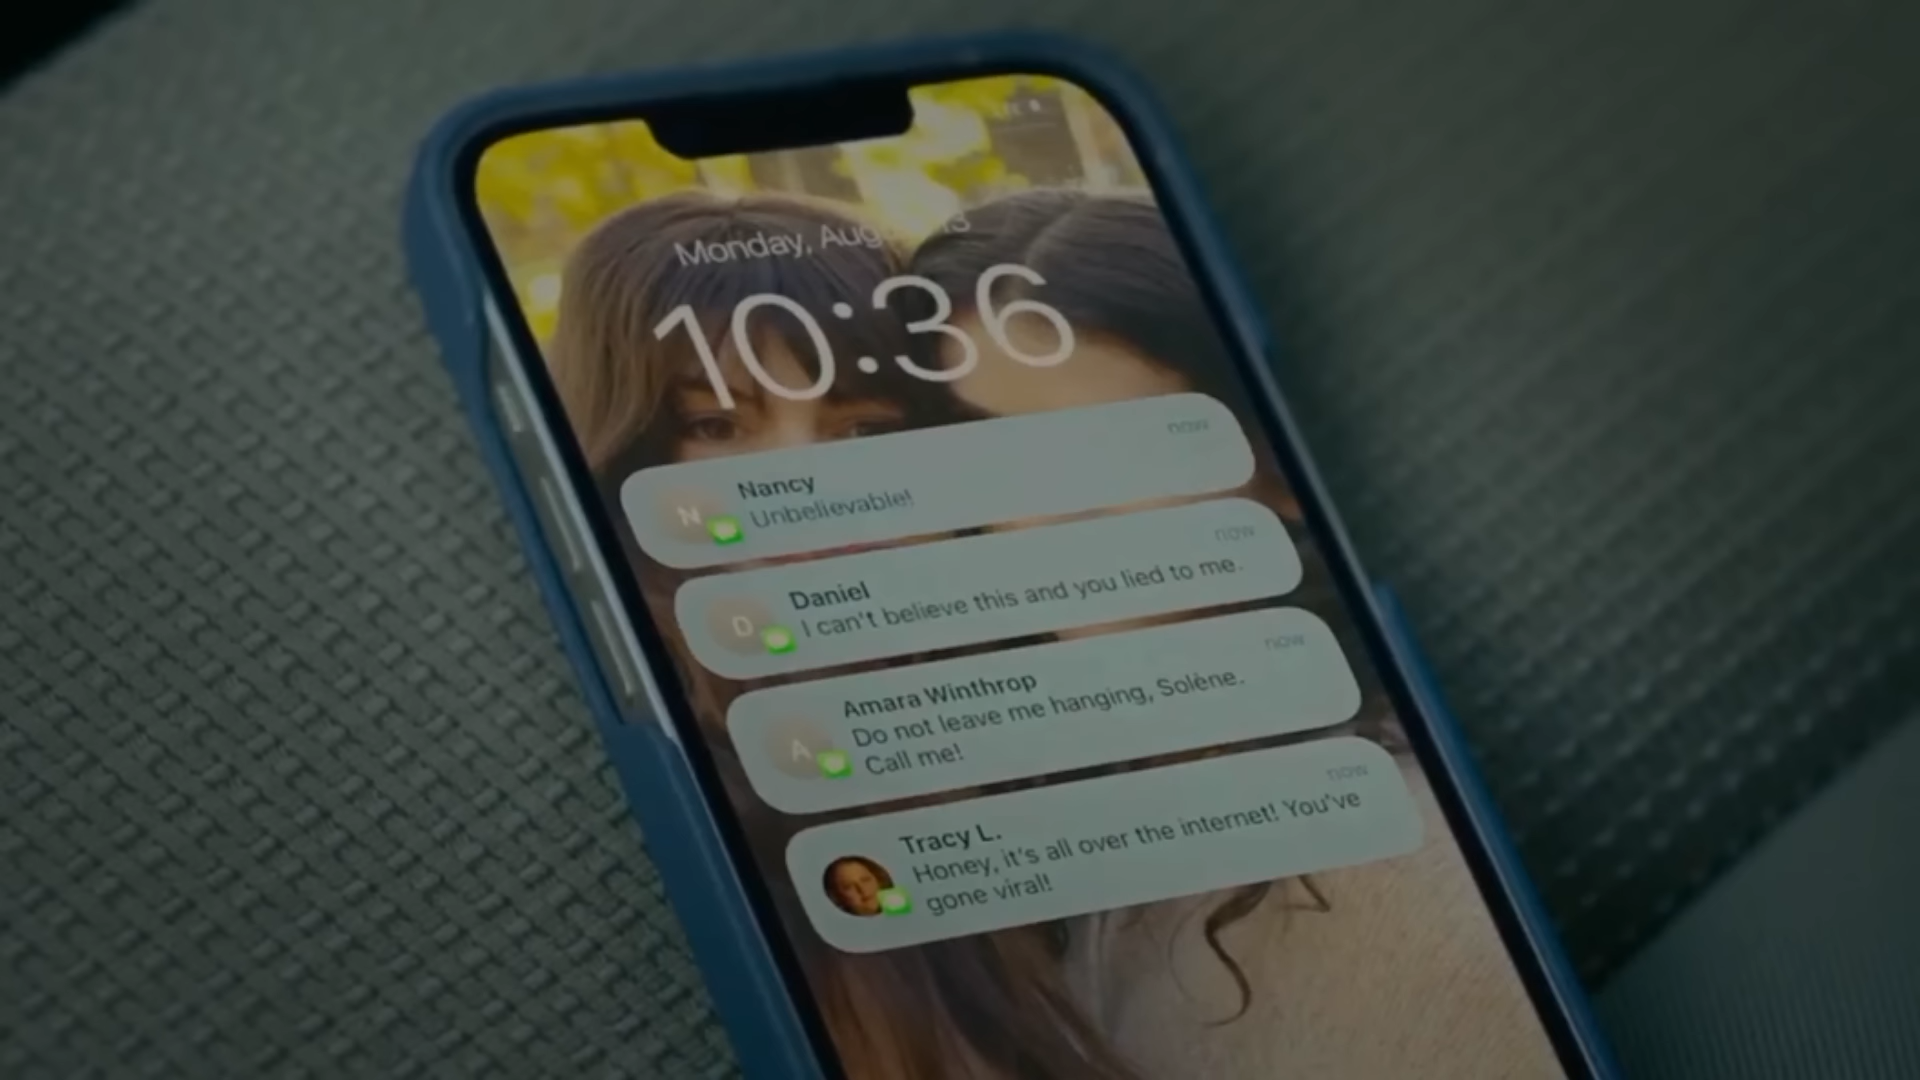 Monday, Aug 13
10:36
now
Nancy
N
Unbelievable!
now
Daniel
D
I can't believe this and you lied to me.
now
Amara Winthrop
A
Do not leave me hanging, Solène.
Call me!
now
Tracy L.
Honey, it's all over the internet! You've
gone viral!